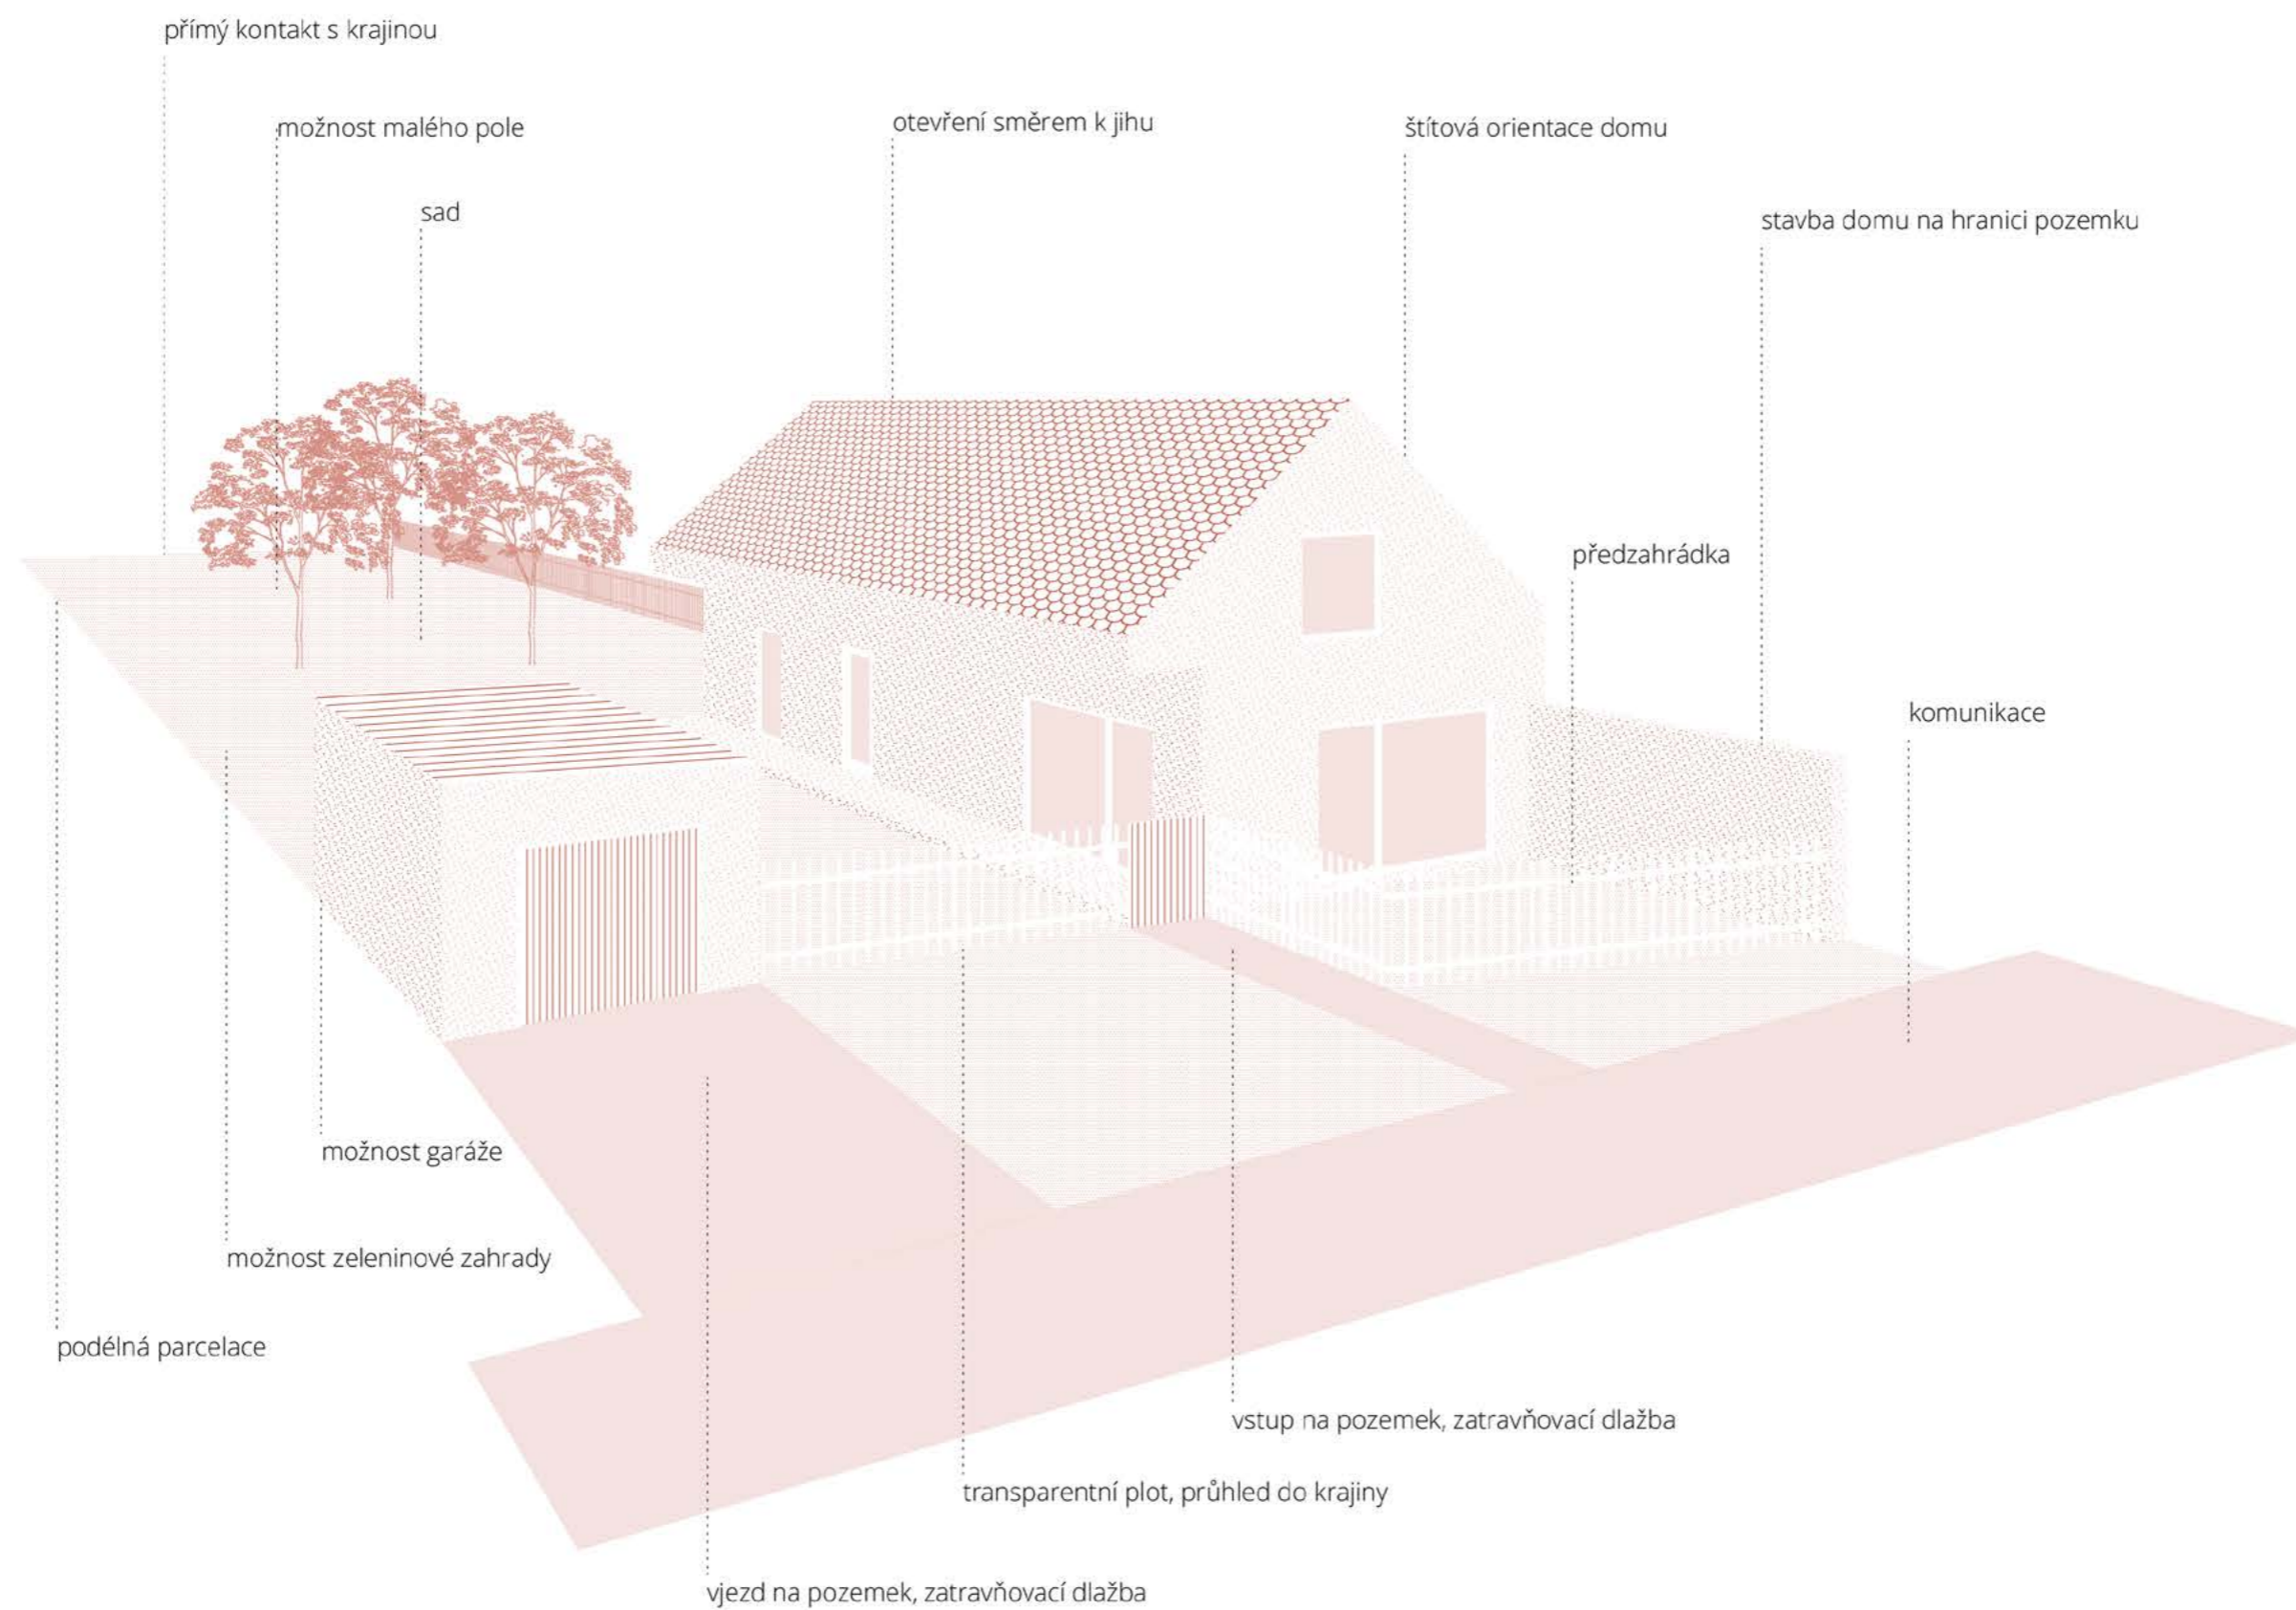 přímý kontakt s krajinou
možnost malého pole
otevření směrem k jihu
štítová orientace domu
sad
stavba domu na hranici pozemku
předzahrádka
komunikace
možnost garáže
možnost zeleninové zahrady
podélná parcelace
vstup na pozemek, zatravňovací dlažba
transparentní plot, průhled do krajiny
vjezd na pozemek, zatravňovací dlažba